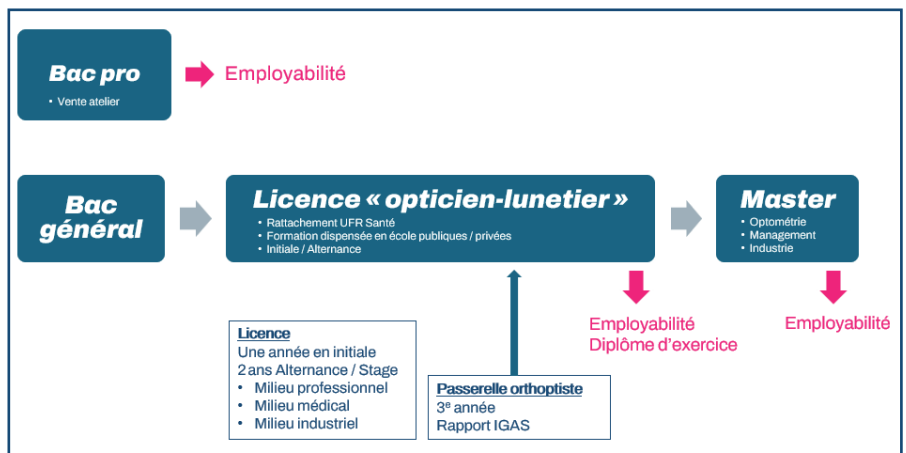 Bac pro
• Vente atelier
Employabilité
Bac général
Licence « opticien-lunetier »
• Rattachement UFR Santé
• Formation dispensée en école publiques / privées
• Initiale / Alternance
Master
• Optométrie
• Management
• Industrie
Employabilité
Diplôme d’exercice
Employabilité
Licence
Une année en initiale
2 ans Alternance / Stage
• Milieu professionnel
• Milieu médical
• Milieu industriel
Passerelle orthoptiste
3e année
Rapport IGAS